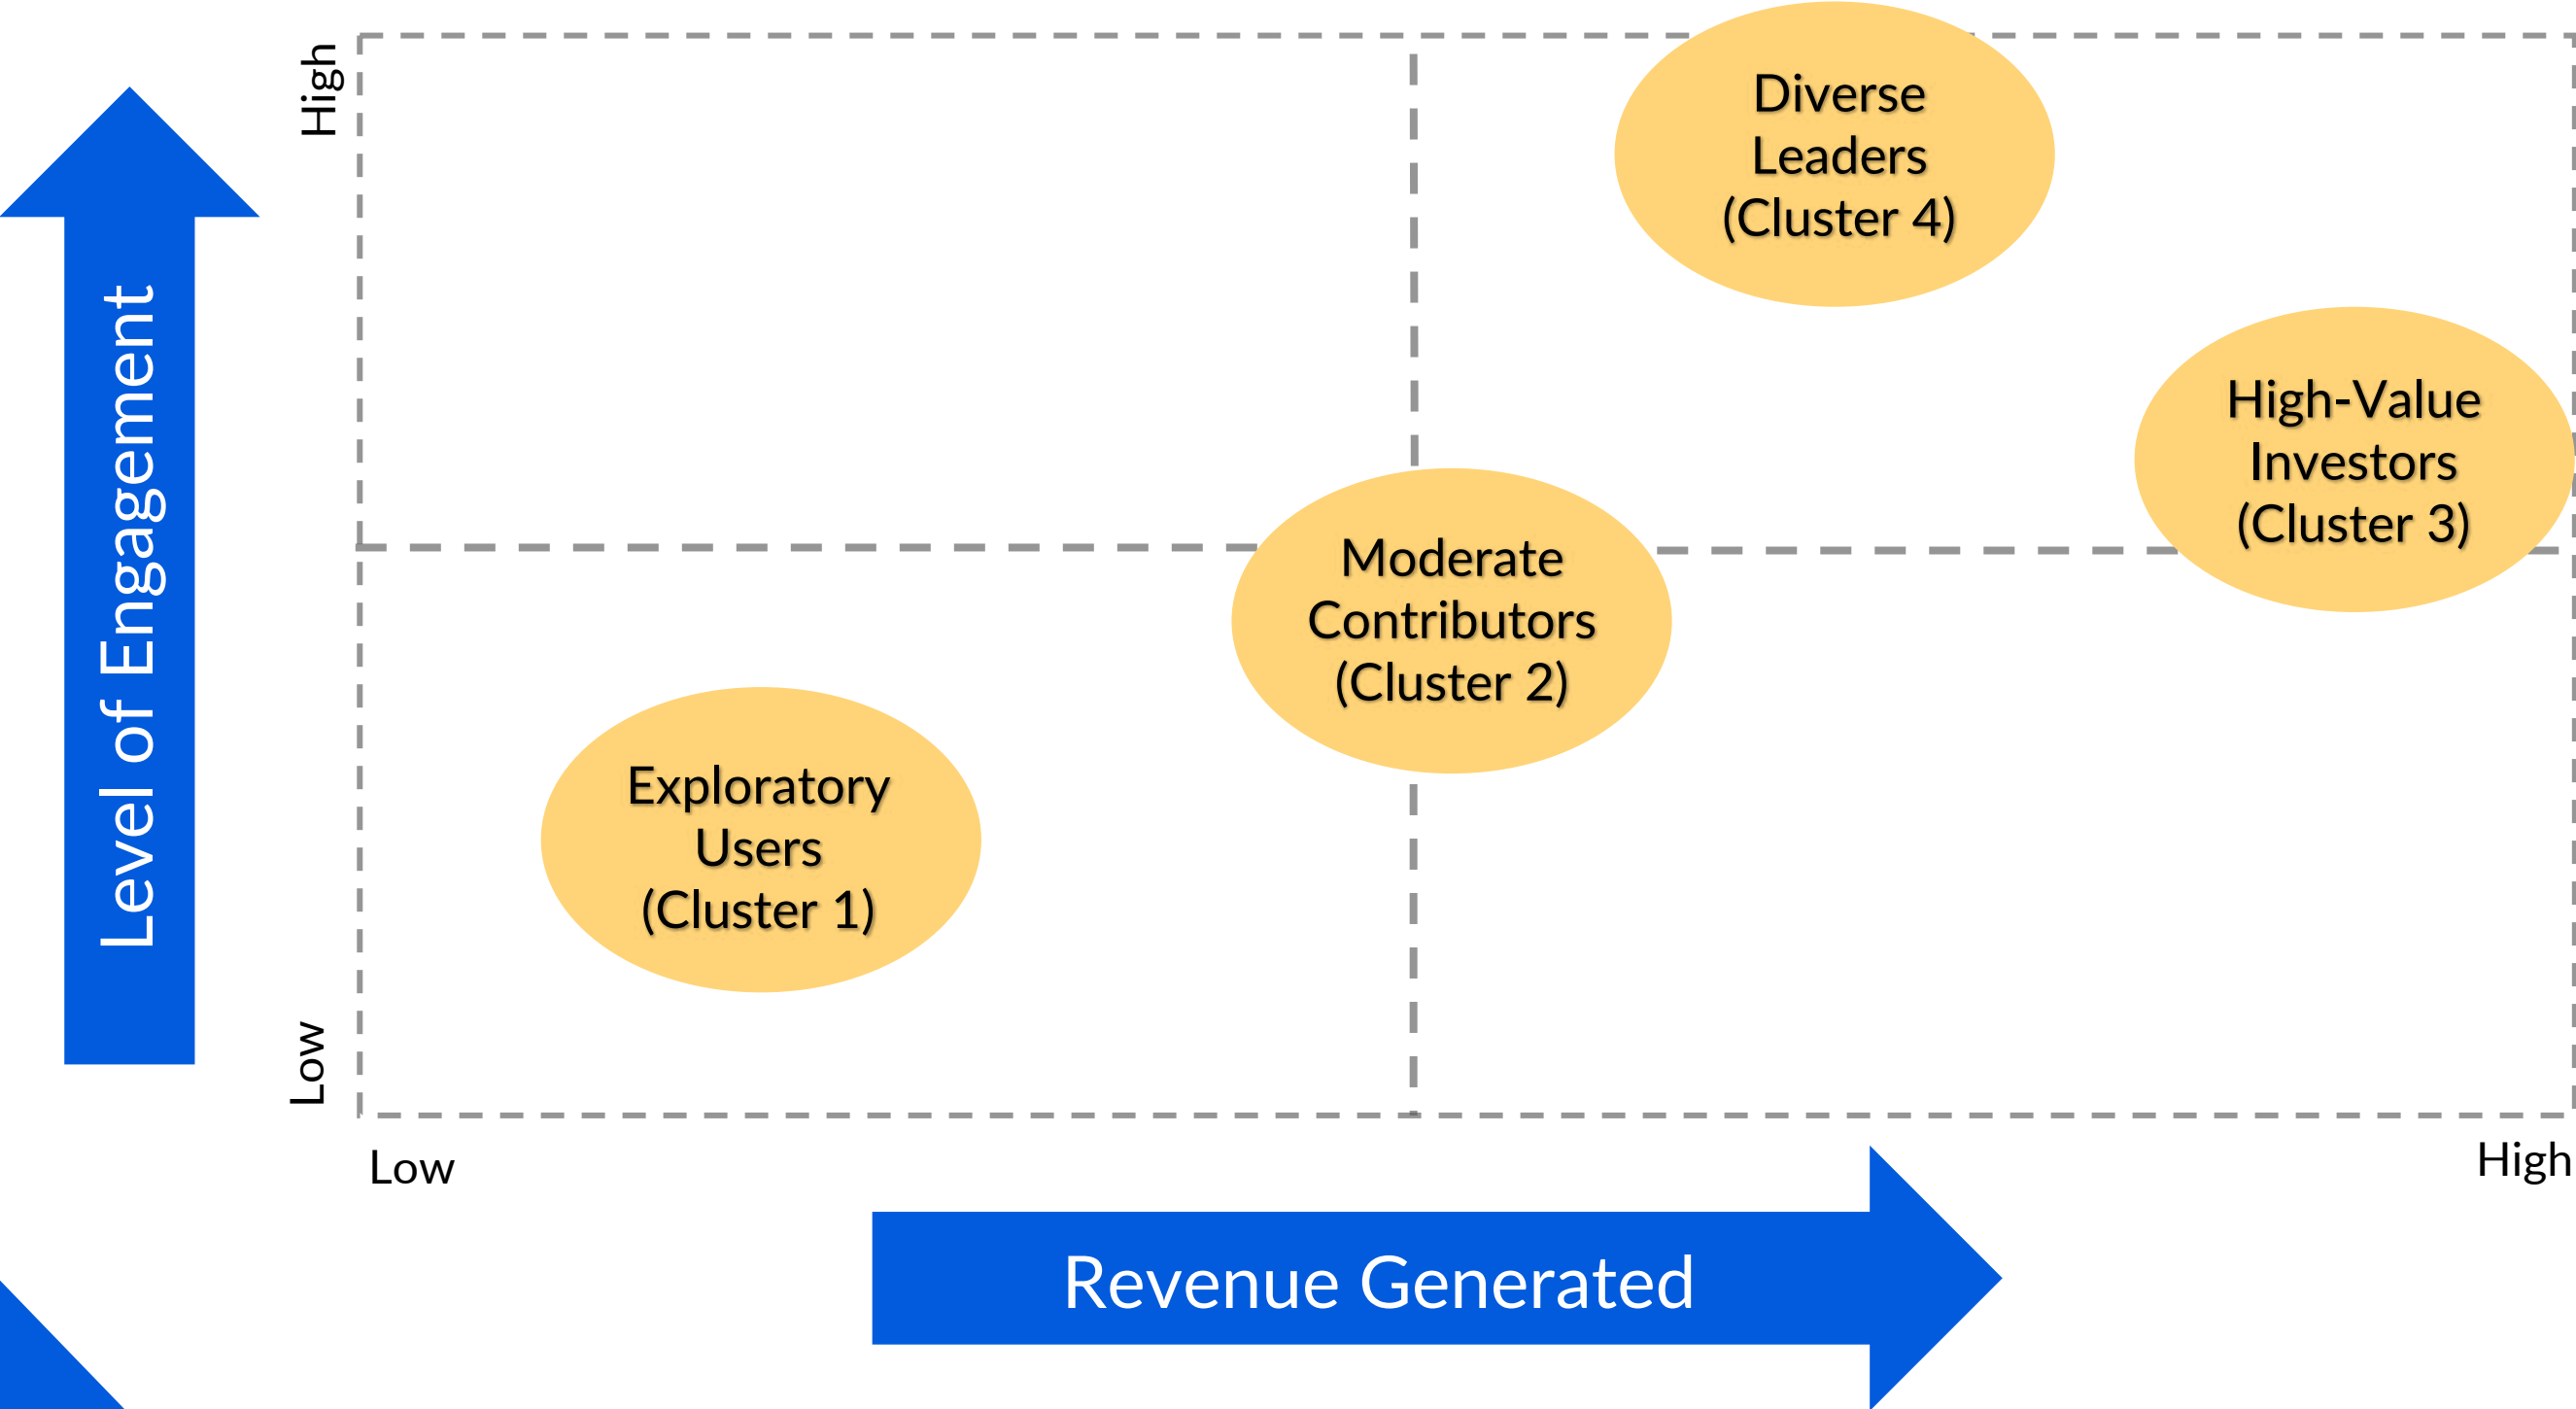 High
Level of Engagement
Low
Diverse
Leaders
(Cluster 4)
High-Value
Investors
(Cluster 3)
Moderate
Contributors
(Cluster 2)
Exploratory
Users
(Cluster 1)
Low
High
Revenue Generated